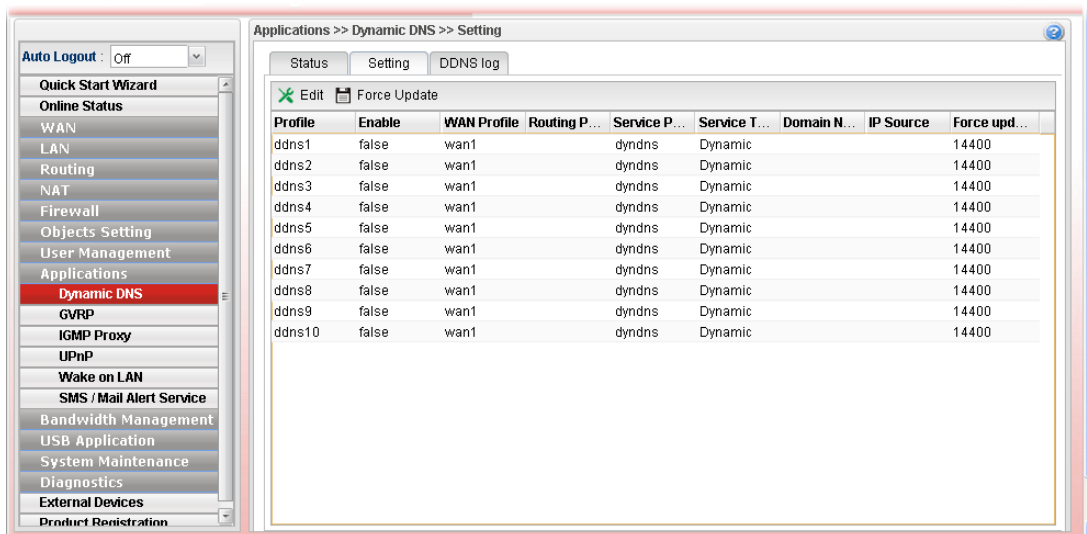 Applications >> Dynamic DNS >> Setting
Auto Logout : Off
Quick Start Wizard
Online Status
WAN
LAN
Routing
NAT
Firewall
Objects Setting
User Management
Applications
Dynamic DNS
GVRP
IGMP Proxy
UPnP
Wake on LAN
SMS / Mail Alert Service
Bandwidth Management
USB Application
System Maintenance
Diagnostics
External Devices
Product Registration
Status Setting DDNS log
Edit Force Update
Profile Enable WAN Profile Routing P... Service P... Service T... Domain N... IP Source Force upd...
ddns1 false wan1 dyndns Dynamic 14400
ddns2 false wan1 dyndns Dynamic 14400
ddns3 false wan1 dyndns Dynamic 14400
ddns4 false wan1 dyndns Dynamic 14400
ddns5 false wan1 dyndns Dynamic 14400
ddns6 false wan1 dyndns Dynamic 14400
ddns7 false wan1 dyndns Dynamic 14400
ddns8 false wan1 dyndns Dynamic 14400
ddns9 false wan1 dyndns Dynamic 14400
ddns10 false wan1 dyndns Dynamic 14400